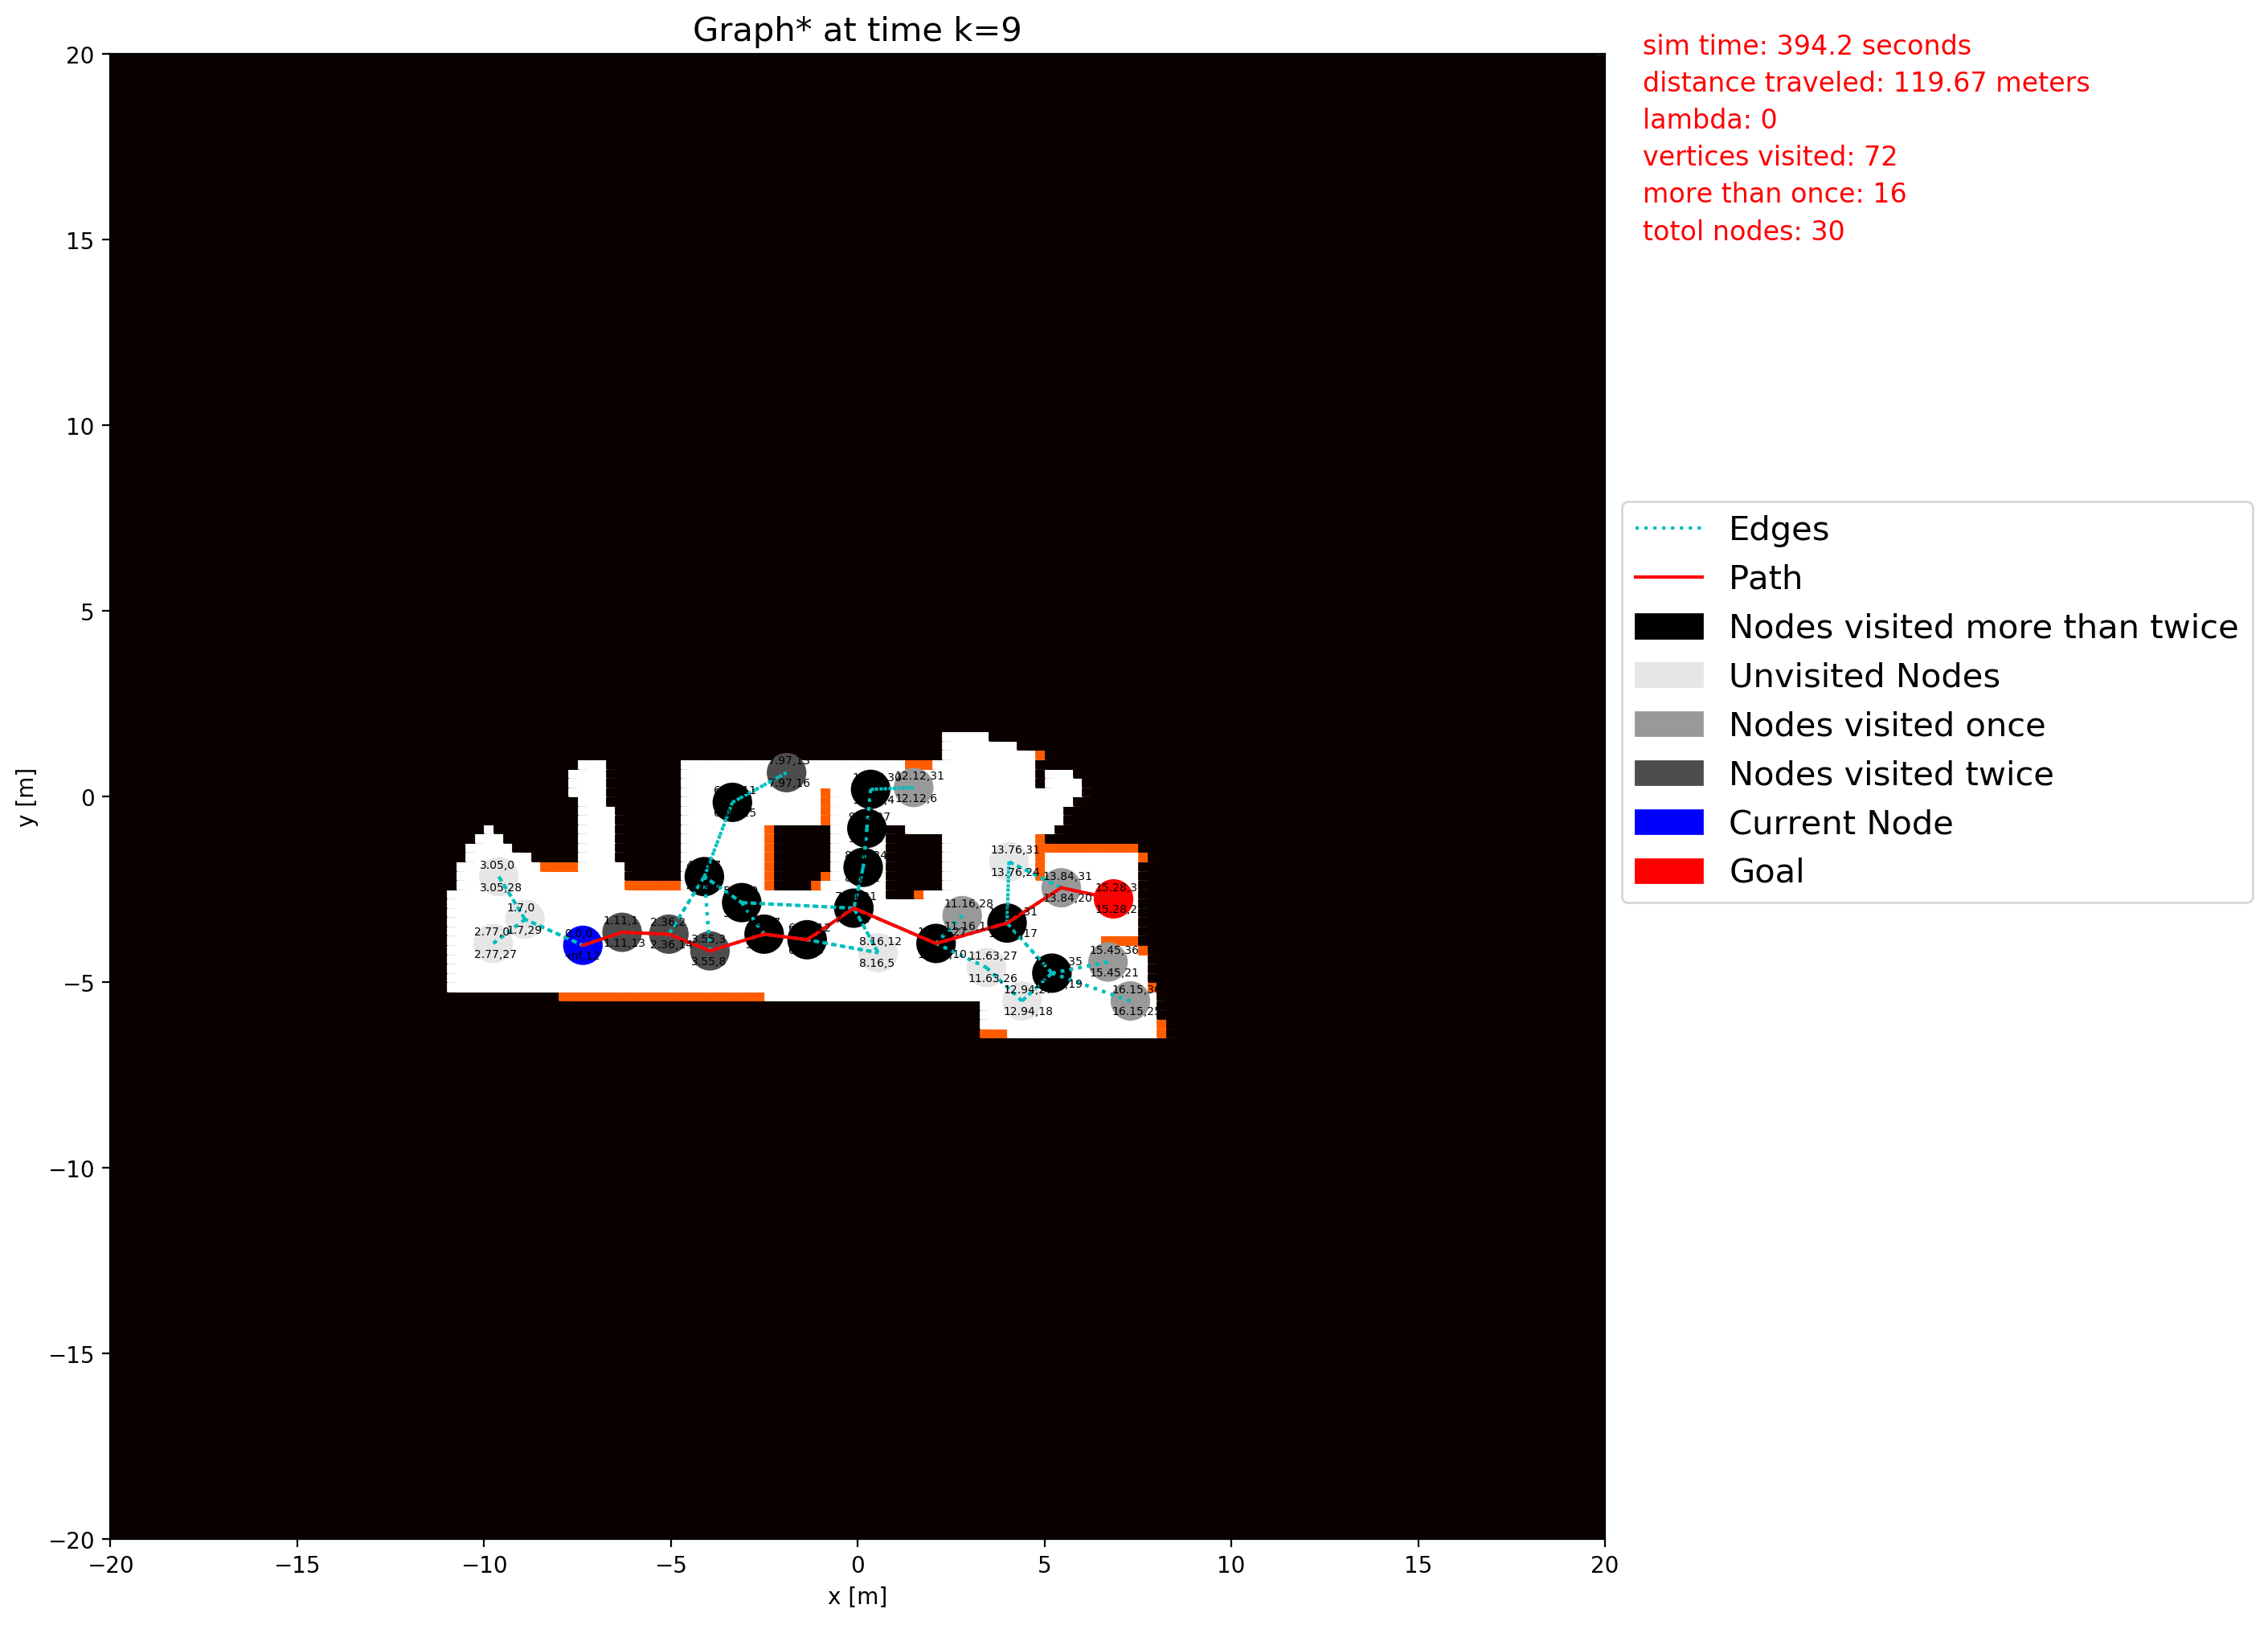 Graph* at time k=9
sim time: 394.2 seconds
distance traveled: 119.67 meters
lambda: 0
vertices visited: 72
more than once: 16
totol nodes: 30
20
15
10
5
0
−5
−10
−15
−20
y [m]
−20
−15
−10
−5
0
5
10
15
20
x [m]
Edges
Path
Nodes visited more than twice
Unvisited Nodes
Nodes visited once
Nodes visited twice
Current Node
Goal
7.97,13
7.97,16
12.12,31
12.12,6
3.05,0
3.05,28
1.7,0
1.7,29
2.77,0
2.77,27
1.11,1
1.11,13
2.36,2
2.36,14
3.55,3
3.55,8
8.16,12
8.16,5
11.16,28
11.63,27
11.63,26
12.94,18
13.76,31
13.76,24
13.84,31
13.84,20
15.45,36
15.45,21